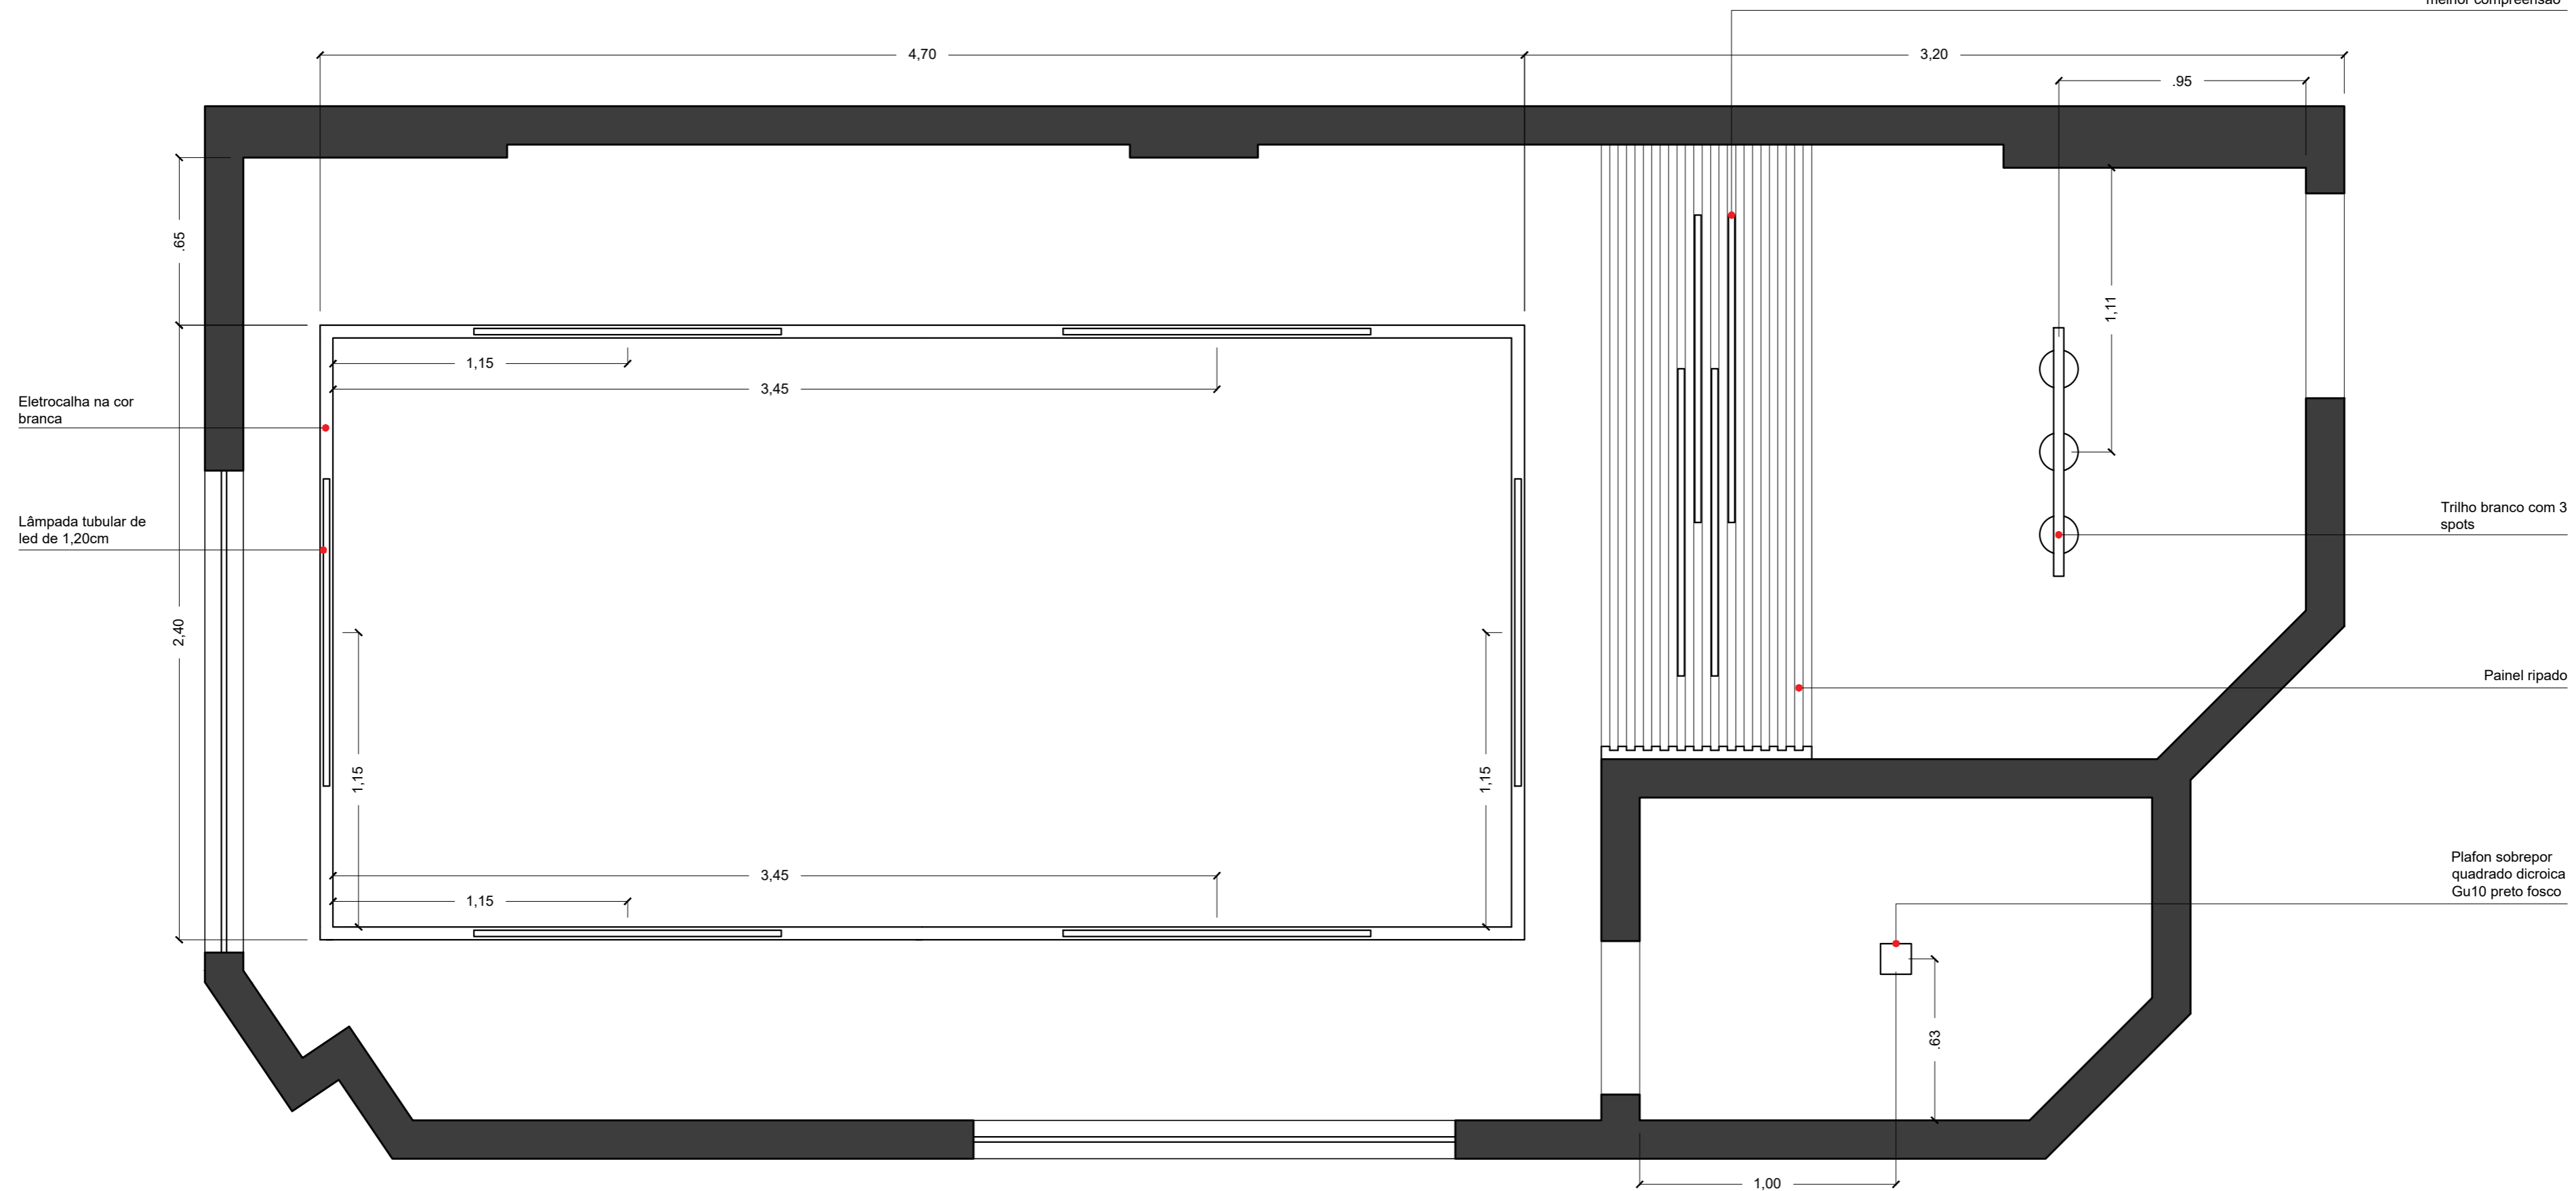 melhor compreensão
4,70
3,20
.95
.65
1,11
1,15
3,45
Eletrocalha na cor
branca
Lâmpada tubular de
led de 1,20cm
Trilho branco com 3
spots
2,40
Painel ripado
1,15
1,15
3,45
1,15
Plafon sobrepor
quadrado dicroica
Gu10 preto fosco
.63
1,00